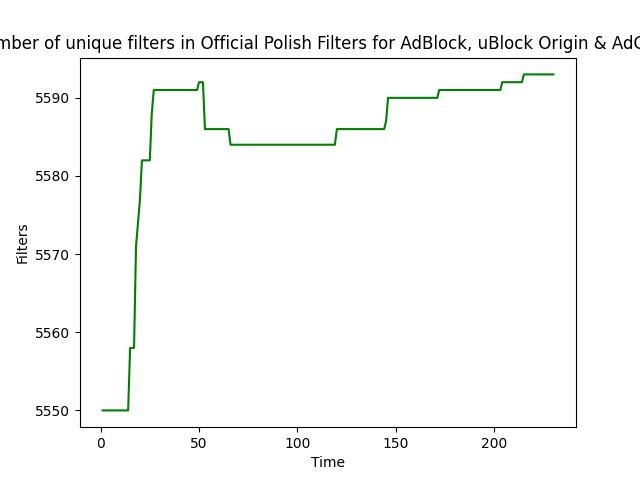 mber of unique filters in Official Polish Filters for AdBlock, uBlock Origin & AdG
5590
5580
5570
5560
5550
Filters
0 50 100 150 200
Time